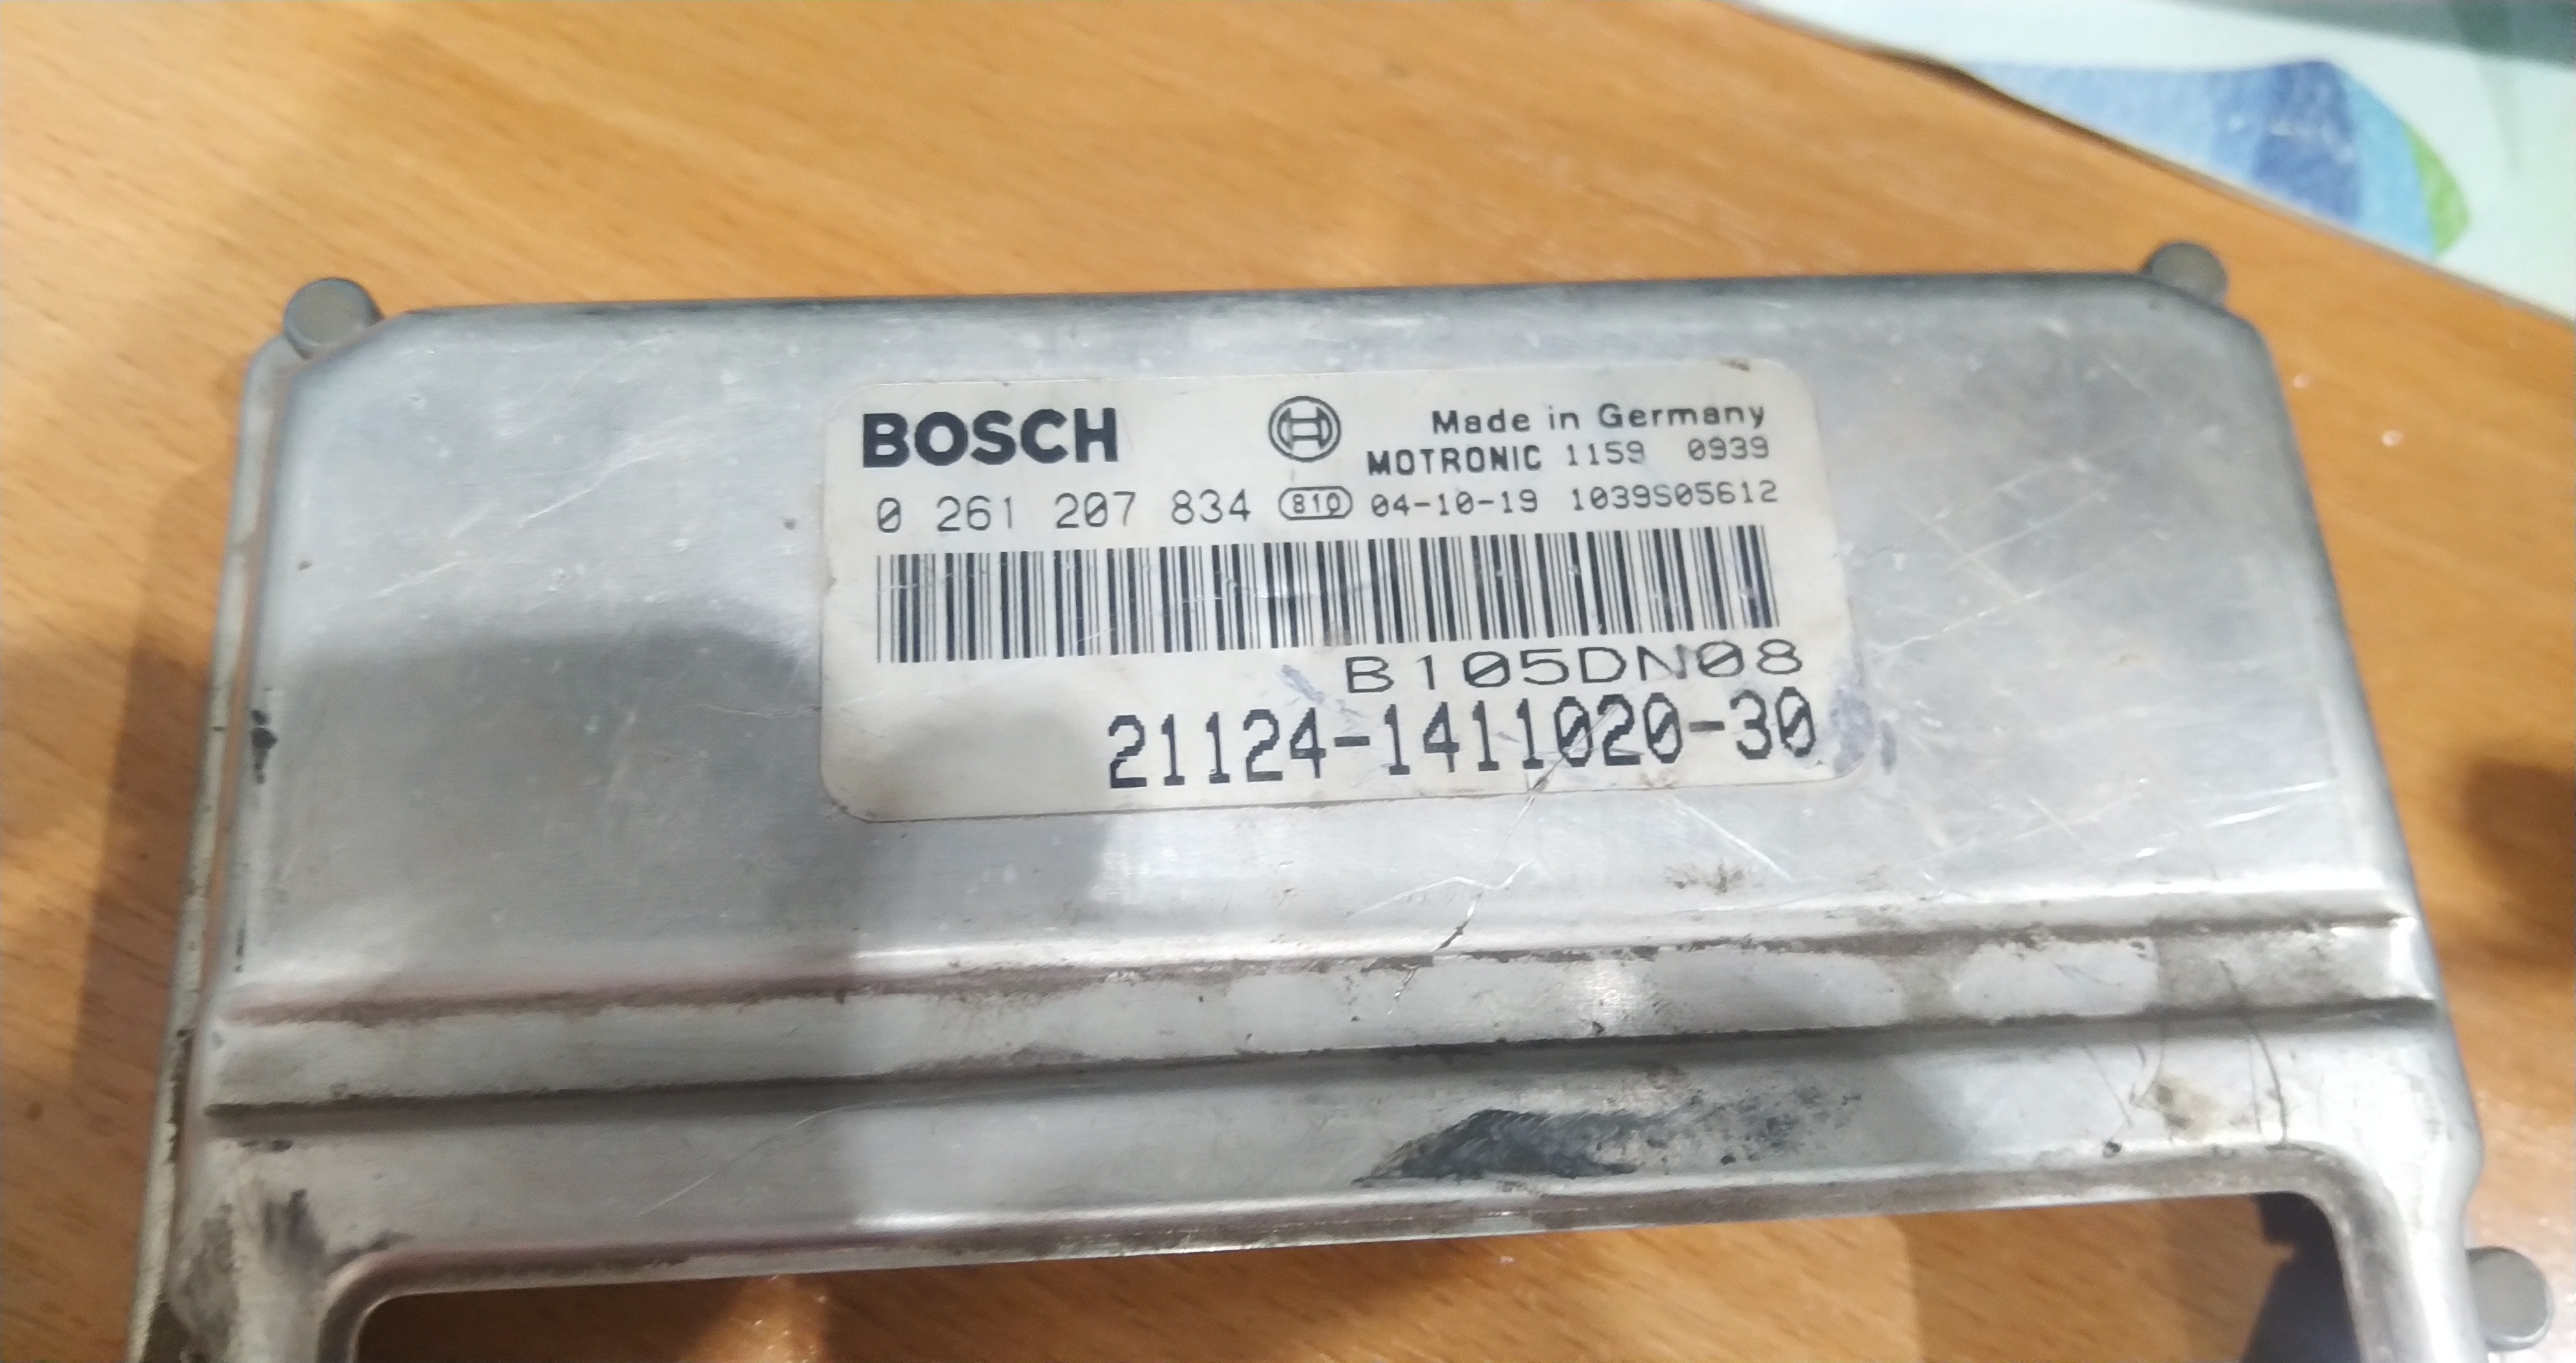 BOSCH
Made in Germany
MOTRONIC 1159 0939
0 261 207 834 810 04-10-19 1039S05612
B105DN08
21124-1411020-30